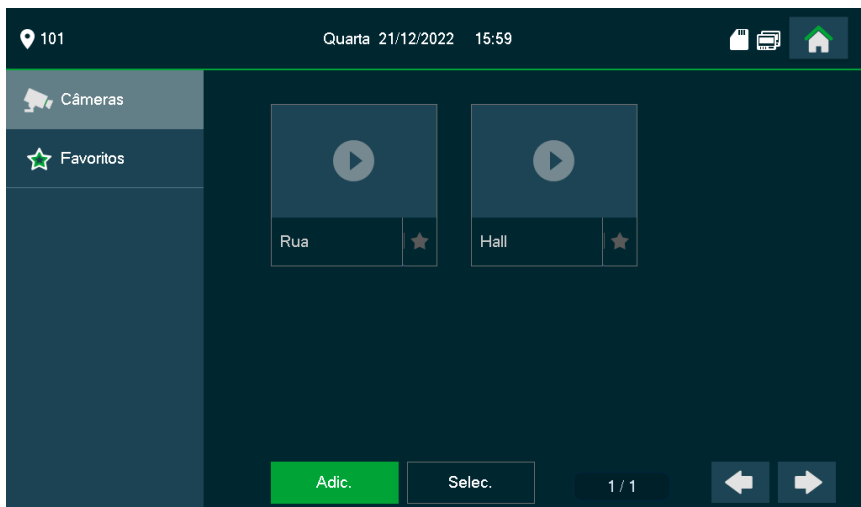 101
Quarta 21/12/2022 15:59
Câmeras
Favoritos
Rua
Hall
Adic.
Selec.
1 / 1